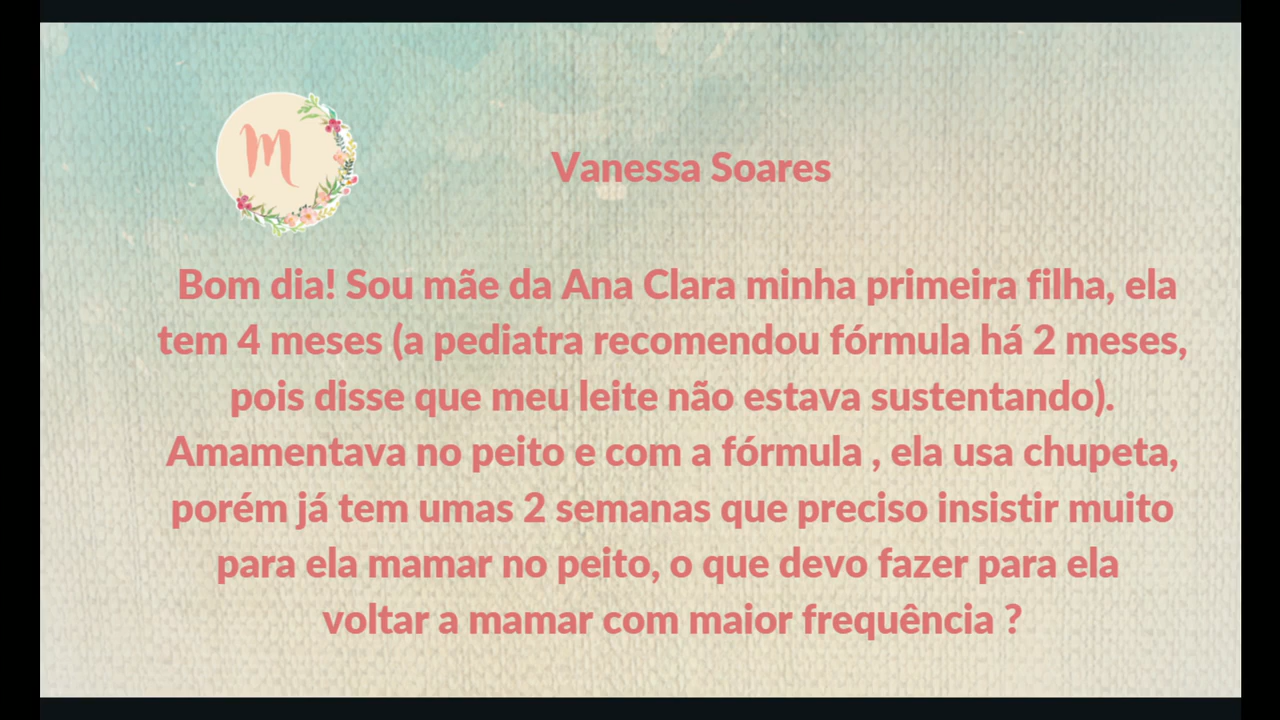 M
Vanessa Soares
Bom dia! Sou mãe da Ana Clara minha primeira filha, ela
tem 4 meses (a pediatra recomendou fórmula há 2 meses,
pois disse que meu leite não estava sustentando).
Amamentava no peito e com a fórmula , ela usa chupeta,
porém já tem umas 2 semanas que preciso insistir muito
para ela mamar no peito, o que devo fazer para ela
voltar a mamar com maior frequência ?